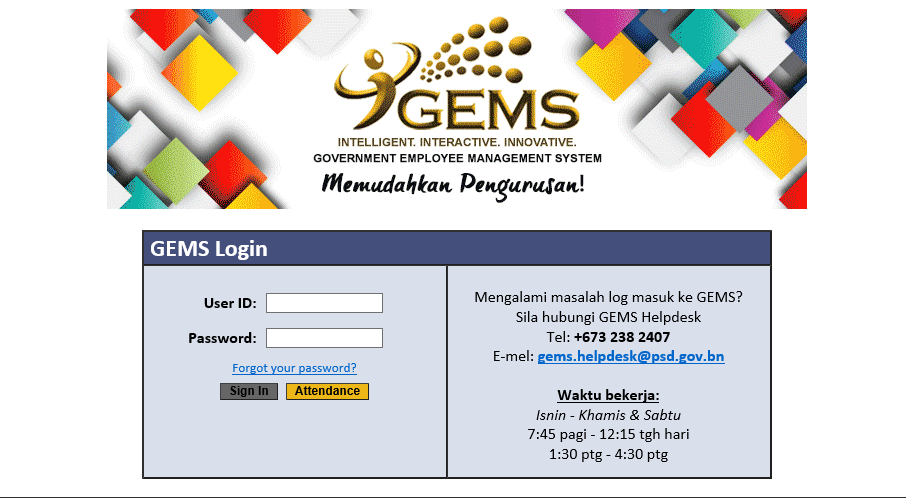 GEMS
INTELLIGENT. INTERACTIVE. INNOVATIVE.
GOVERNMENT EMPLOYEE MANAGEMENT SYSTEM
Memudahkan Pengurusan!
GEMS Login
User ID:
Password:
Forgot your password?
Sign In Attendance
Mengalami masalah log masuk ke GEMS?
Sila hubungi GEMS Helpdesk
Tel: +673 238 2407
E-mel: gems.helpdesk@psd.gov.bn
Waktu bekerja:
Isnin - Khamis & Sabtu
7:45 pagi - 12:15 tgh hari
1:30 ptg - 4:30 ptg